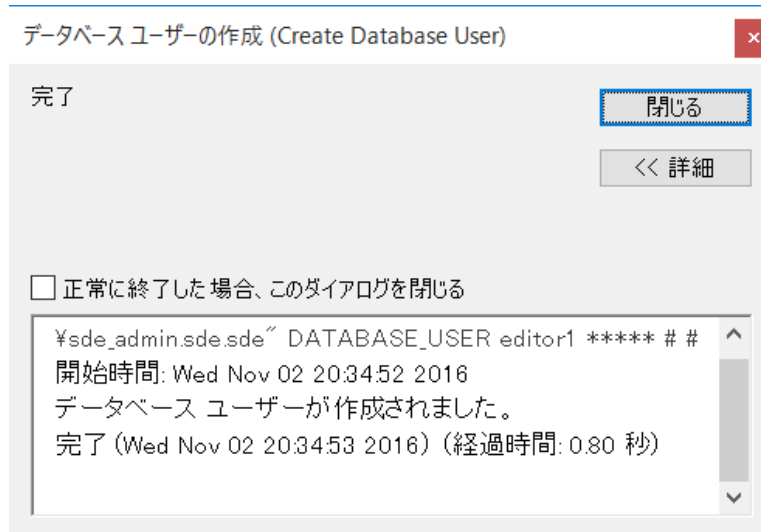 データベース ユーザーの作成 (Create Database User)
完了
閉じる
<< 詳細
正常に終了した場合、このダイアログを閉じる
¥sde_admin.sde.sde˝ DATABASE_USER editor1 ***** # #
開始時間: Wed Nov 02 20:34:52 2016
データベース ユーザーが作成されました。
完了 (Wed Nov 02 20:34:53 2016) (経過時間: 0.80 秒)